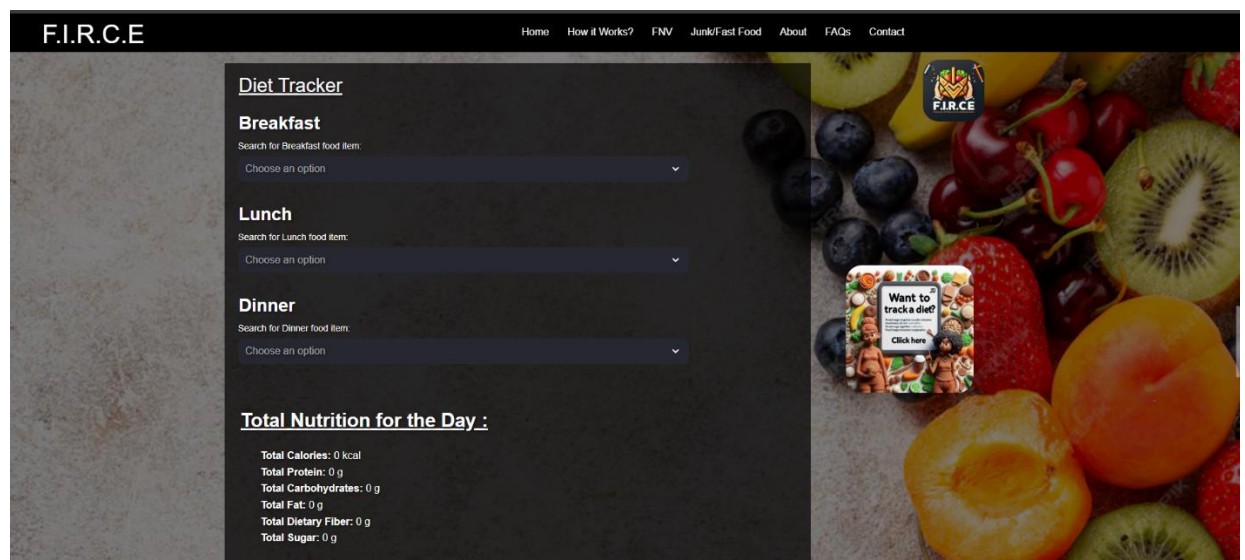 F.I.R.C.E
Home How it Works? FNV Junk/Fast Food About FAQs Contact
Diet Tracker
Breakfast
Search for Breakfast food item:
Choose an option
Lunch
Search for Lunch food item:
Choose an option
Dinner
Search for Dinner food item:
Choose an option
Total Nutrition for the Day :
Total Calories: 0 kcal
Total Protein: 0 g
Total Carbohydrates: 0 g
Total Fat: 0 g
Total Dietary Fiber: 0 g
Total Sugar: 0 g
F.I.R.C.E
Want to
track a diet?
Click here